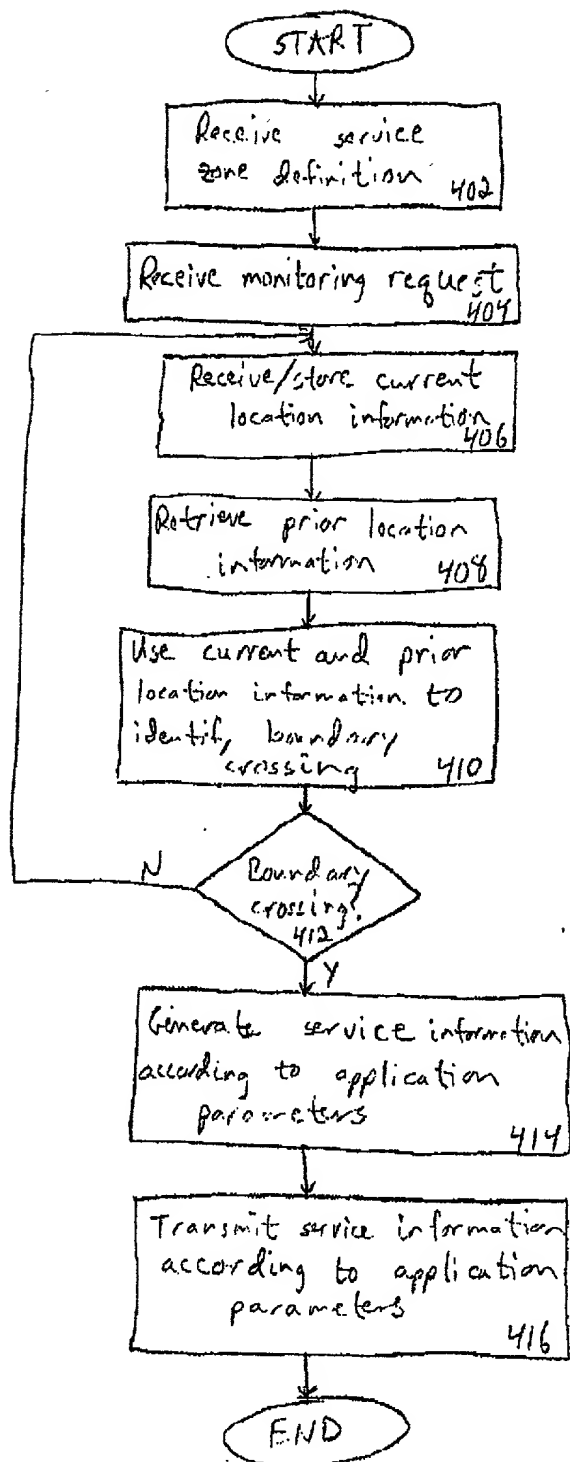 START
Receive service
zone definition
402
Receive monitoring request
404
Receive/store current
location information
406
Retrieve prior location
information 408
Use current and prior
location information to
identify boundary
crossing 410
N
Boundary
crossing?
412
Y
Generate service information
according to application
parameters
414
Transmit service information
according to application
parameters
416
END